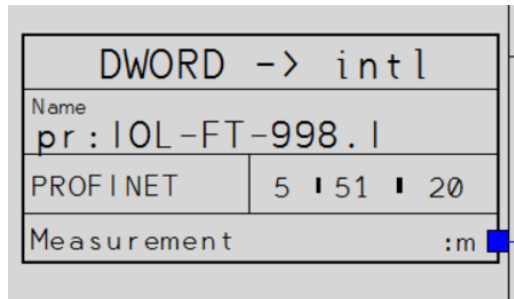 DWORD -> intl
Name
pr:IOL-FT-998.I
PROFINET 5 ı 51 ı 20
Measurement :m